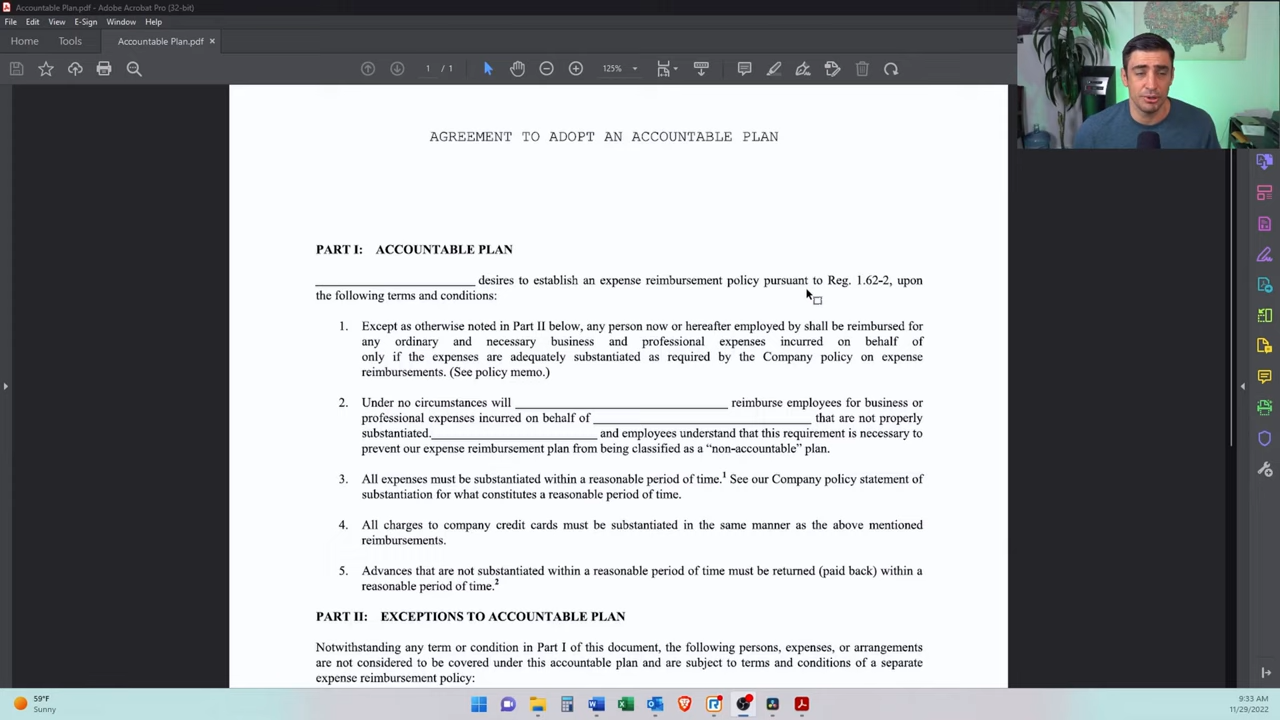 Accountable Plan.pdf - Adobe Acrobat Pro (32-bit)
File Edit View E-Sign Window Help
Home Tools Accountable Plan.pdf ×
1 1 125%
AGREEMENT TO ADOPT AN ACCOUNTABLE PLAN
PART I: ACCOUNTABLE PLAN
____________________ desires to establish an expense reimbursement policy pursuant to Reg. 1.62-2, upon
the following terms and conditions:
1. Except as otherwise noted in Part II below, any person now or hereafter employed by shall be reimbursed for
any ordinary and necessary business and professional expenses incurred on behalf of
only if the expenses are adequately substantiated as required by the Company policy on expense
reimbursements. (See policy memo.)
2. Under no circumstances will ____________________ reimburse employees for business or
professional expenses incurred on behalf of ____________________ that are not properly
substantiated.____________________ and employees understand that this requirement is necessary to
prevent our expense reimbursement plan from being classified as a “non-accountable” plan.
3. All expenses must be substantiated within a reasonable period of time.1 See our Company policy statement of
substantiation for what constitutes a reasonable period of time.
4. All charges to company credit cards must be substantiated in the same manner as the above mentioned
reimbursements.
5. Advances that are not substantiated within a reasonable period of time must be returned (paid back) within a
reasonable period of time.2
PART II: EXCEPTIONS TO ACCOUNTABLE PLAN
Notwithstanding any term or condition in Part I of this document, the following persons, expenses, or arrangements
are not considered to be covered under this accountable plan and are subject to terms and conditions of a separate
expense reimbursement policy:
59°F
Sunny
9:33 AM
11/29/2022